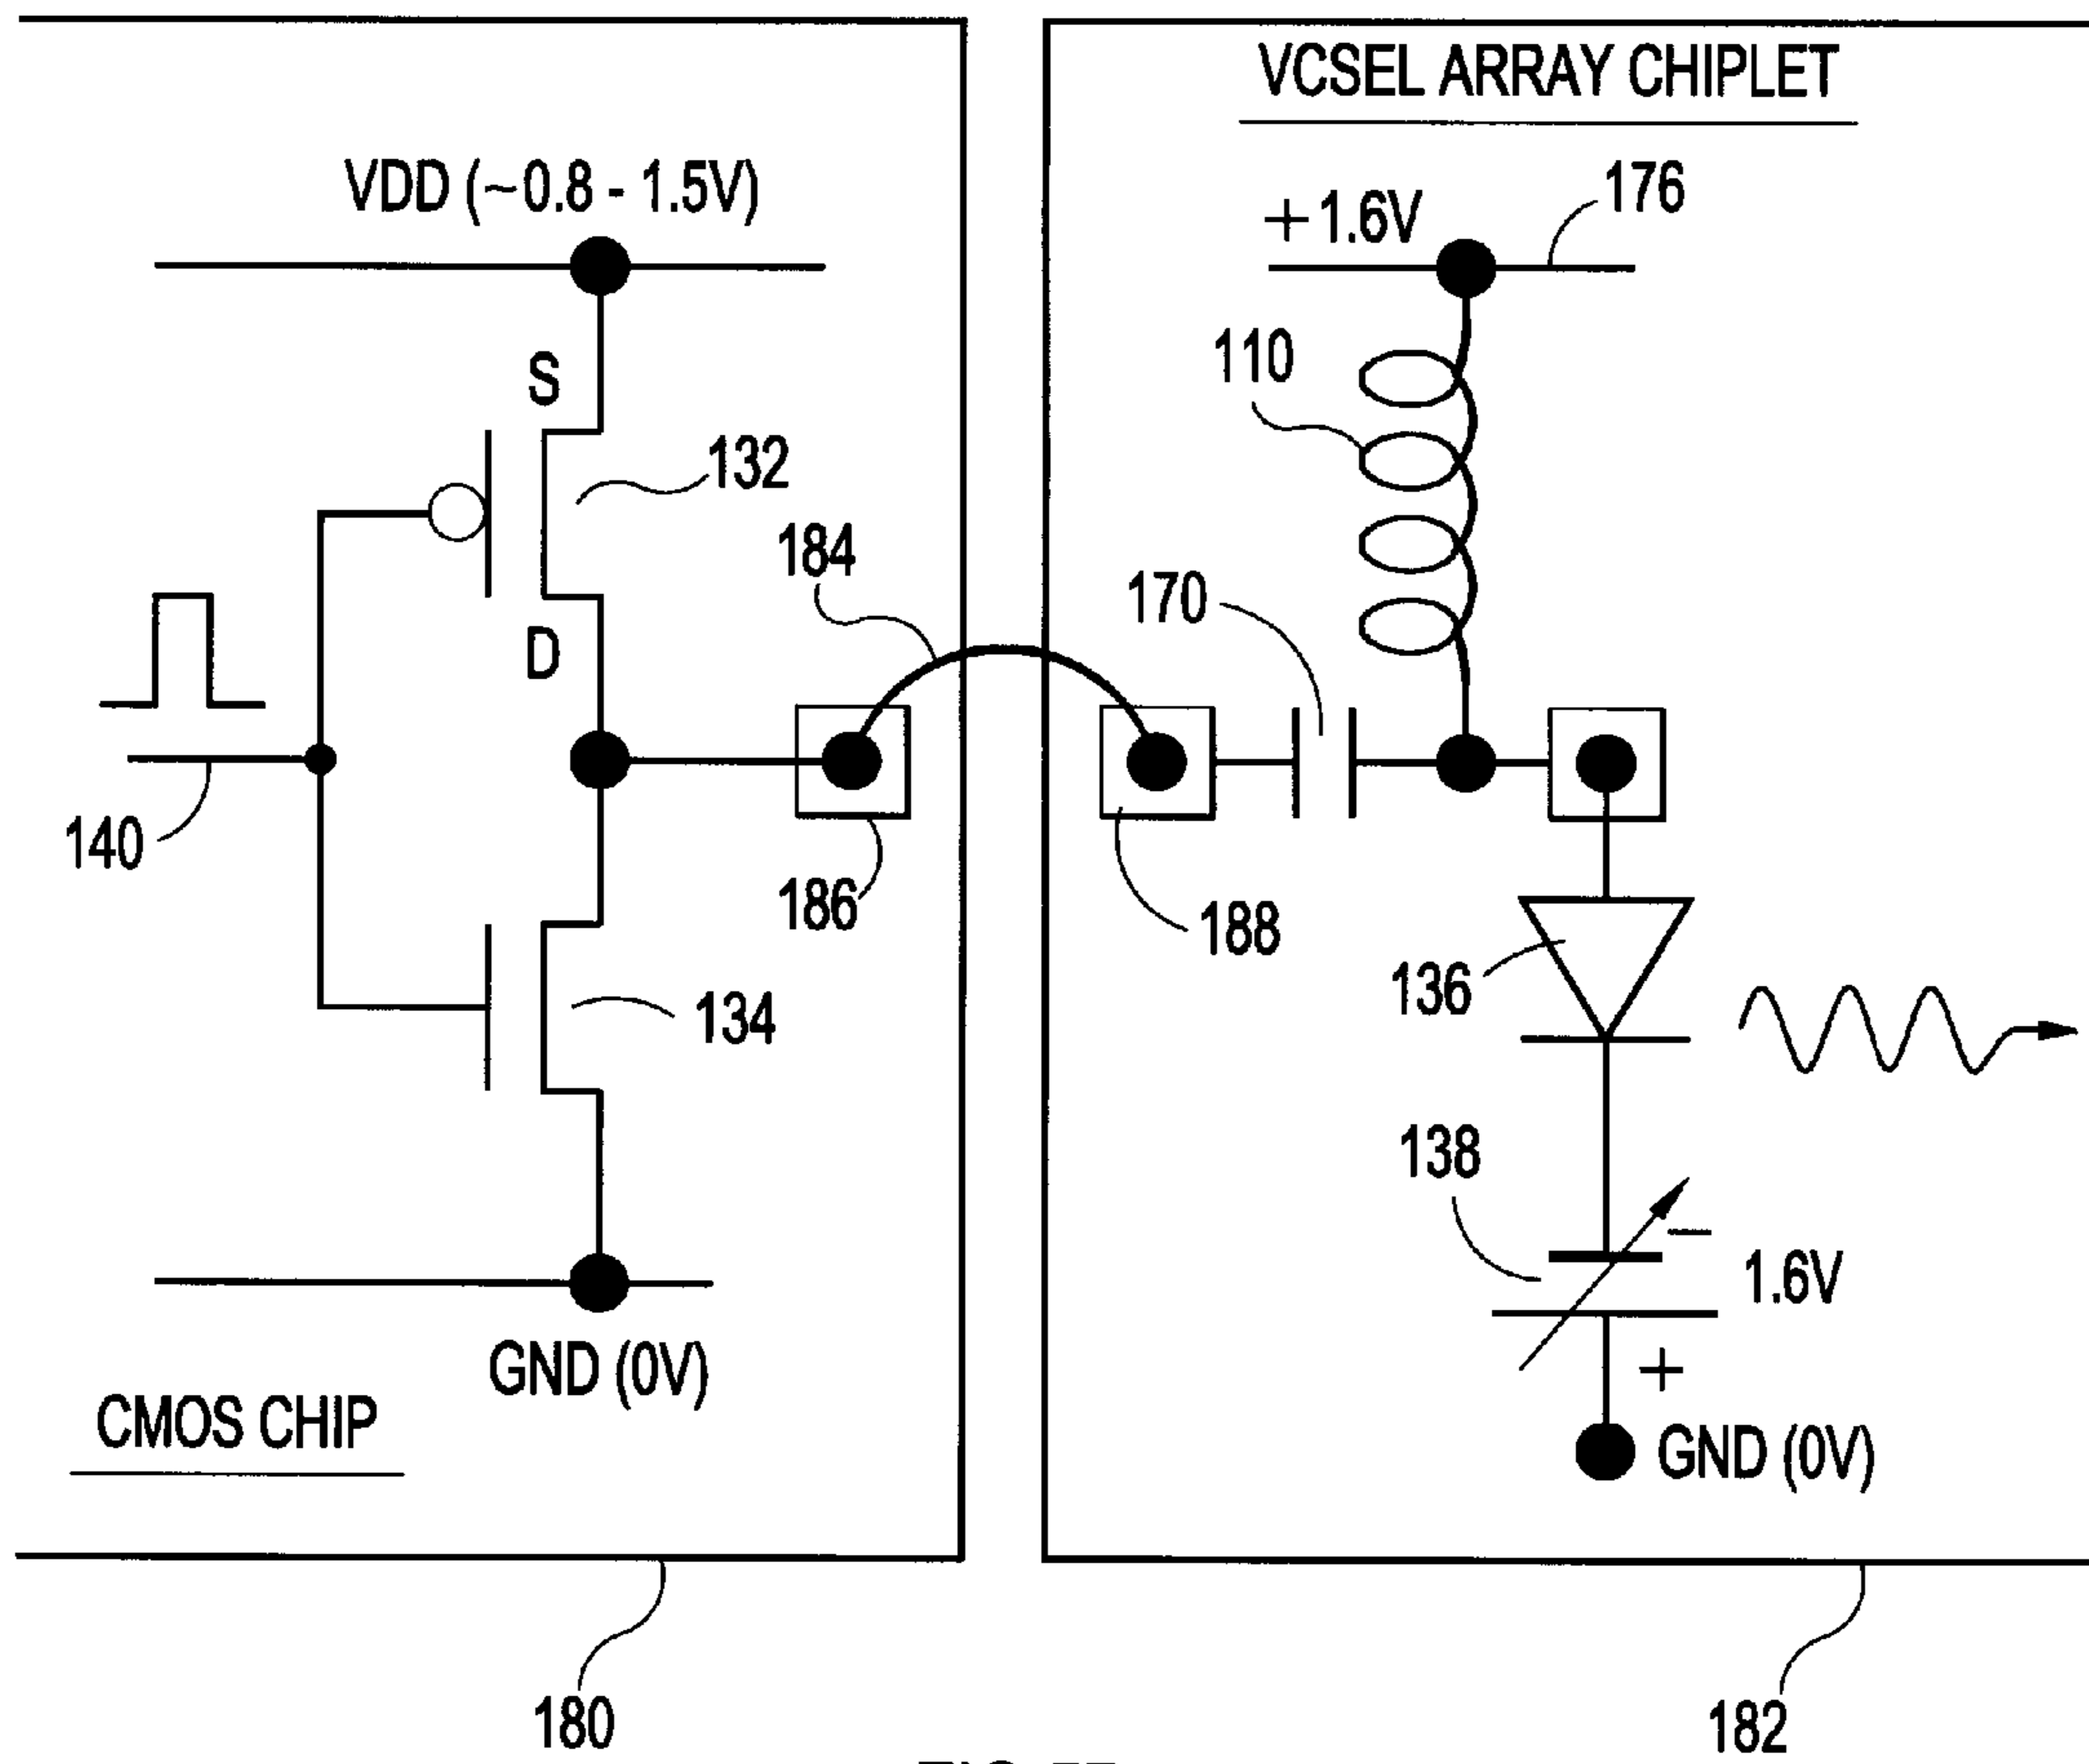 VCSEL ARRAY CHIPLET
VDD (~0.8 - 1.5V)
+1.6V
176
S
110
132
184
170
D
140
186
188
136
134
138
−
1.6V
GND (0V)
+
CMOS CHIP
GND (0V)
180
182